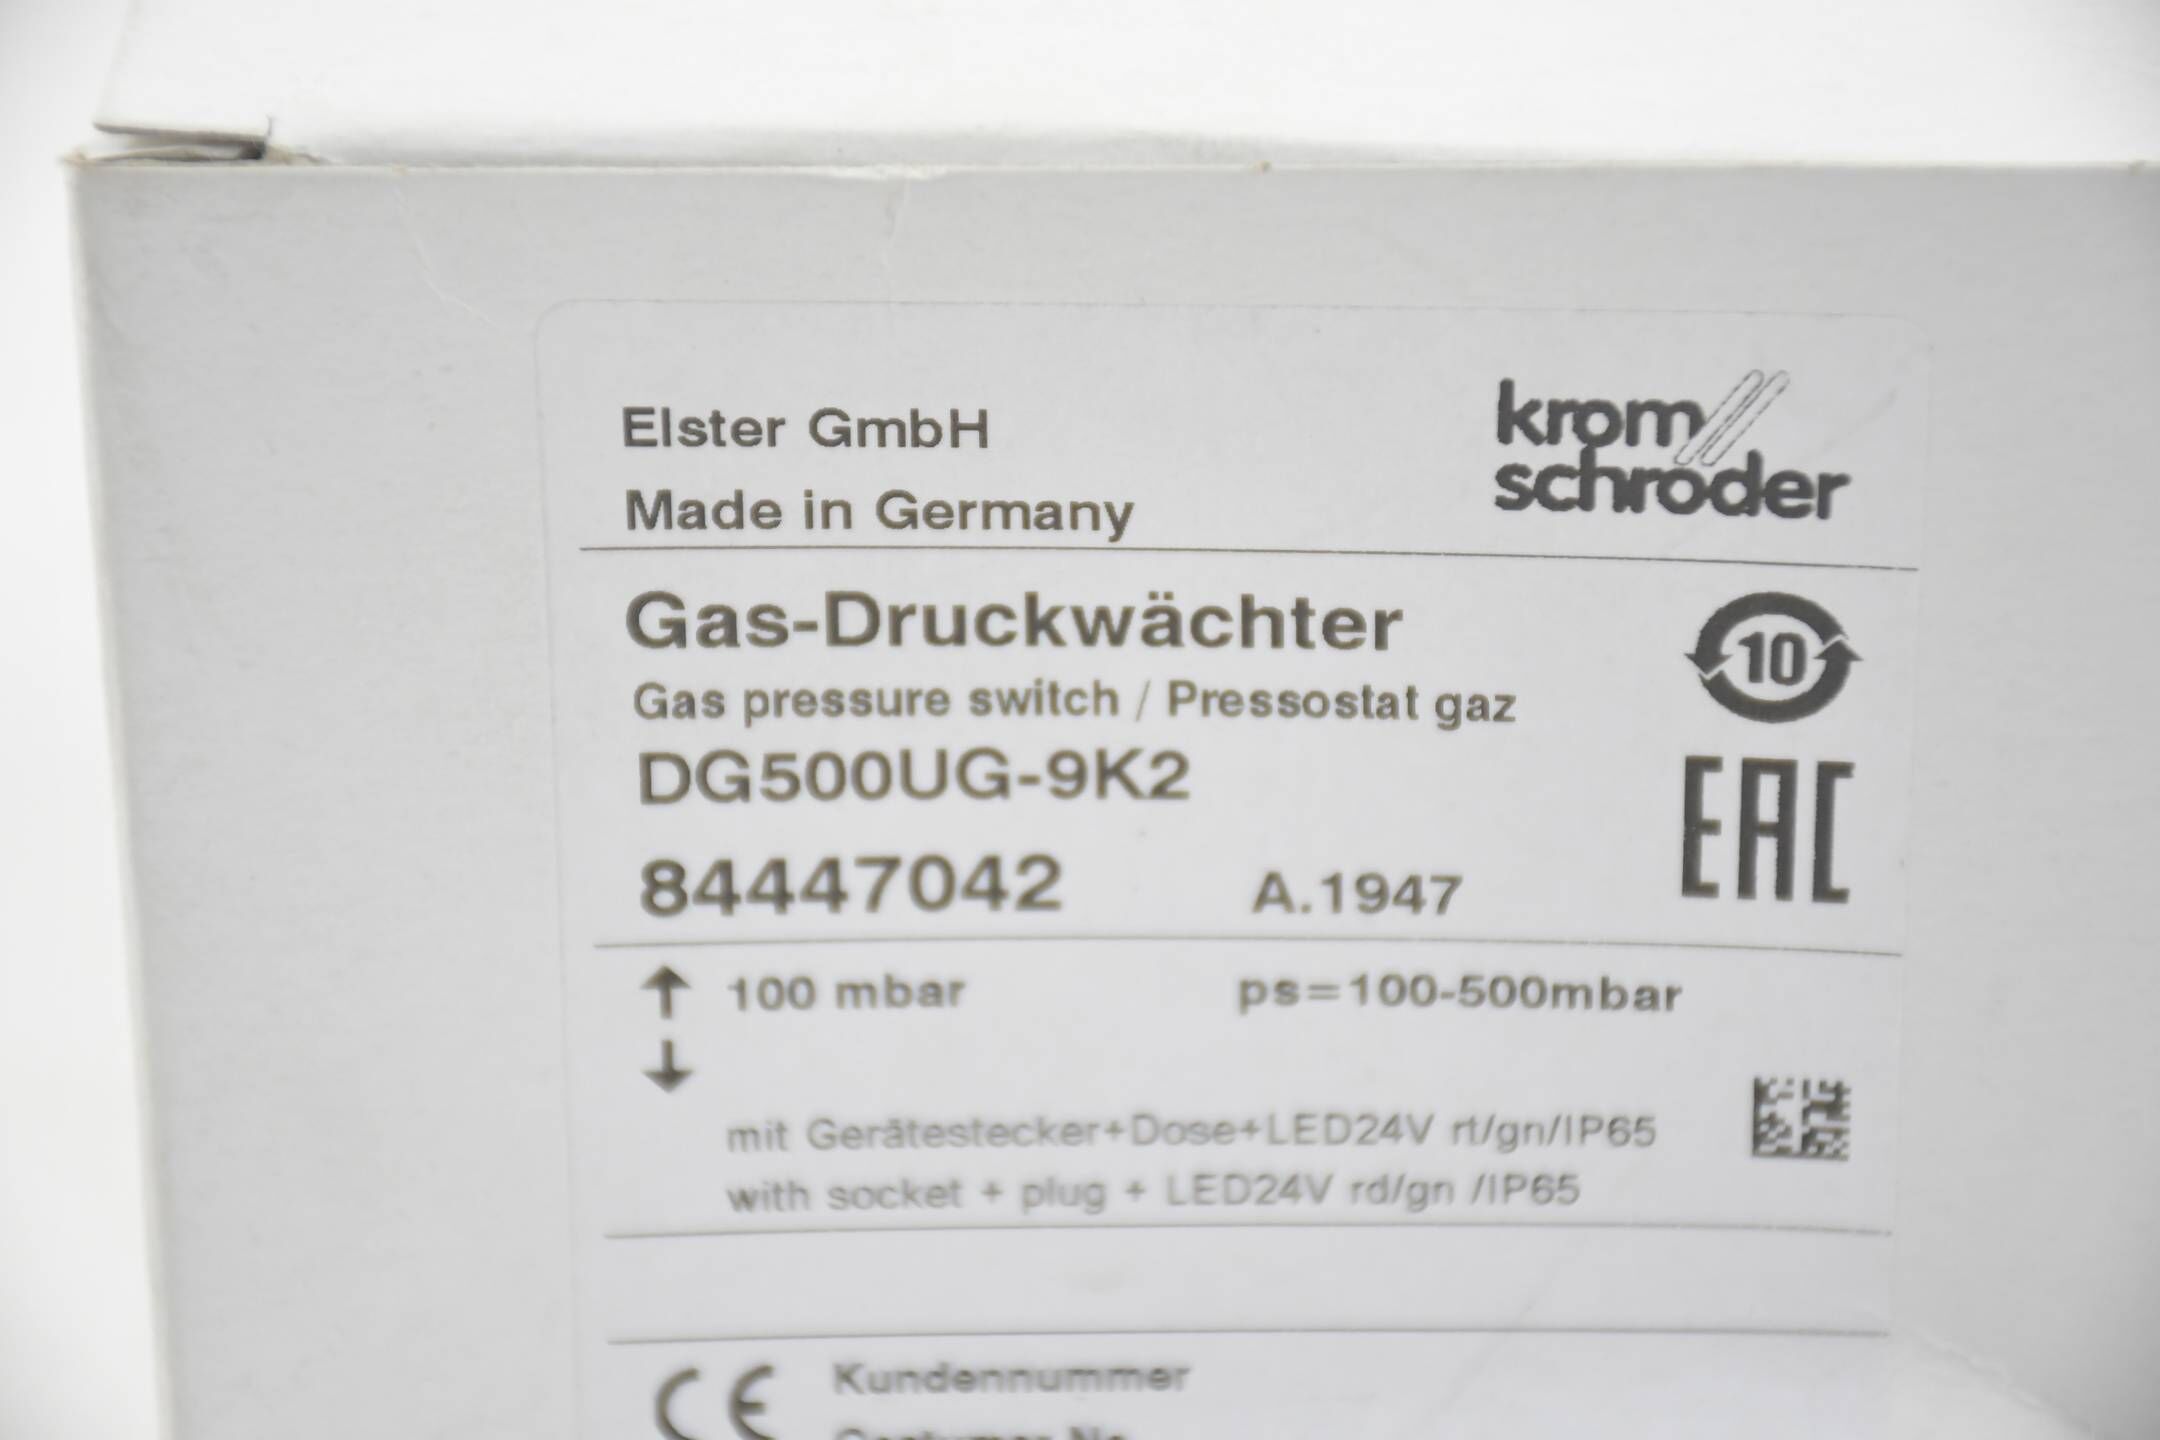 Elster GmbH
Made in Germany
krom
schröder
Gas-Druckwächter
Gas pressure switch / Pressostat gaz
DG500UG-9K2
10
84447042 A.1947
EAC
↑ 100 mbar ps=100-500mbar
↓
mit Gerätestecker+Dose+LED24V rt/gn/IP65
with socket + plug + LED24V rd/gn /IP65
CE Kundennummer